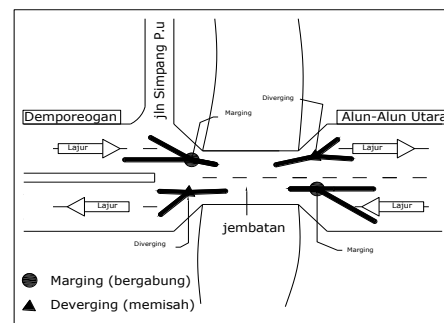 jln Simpang P.u
Marging
Diverging
Demporeogan
Alun-Alun Utara
Lajur
Lajur
Lajur
Lajur
jembatan
Diverging
Marging
Marging (bergabung)
Deverging (memisah)